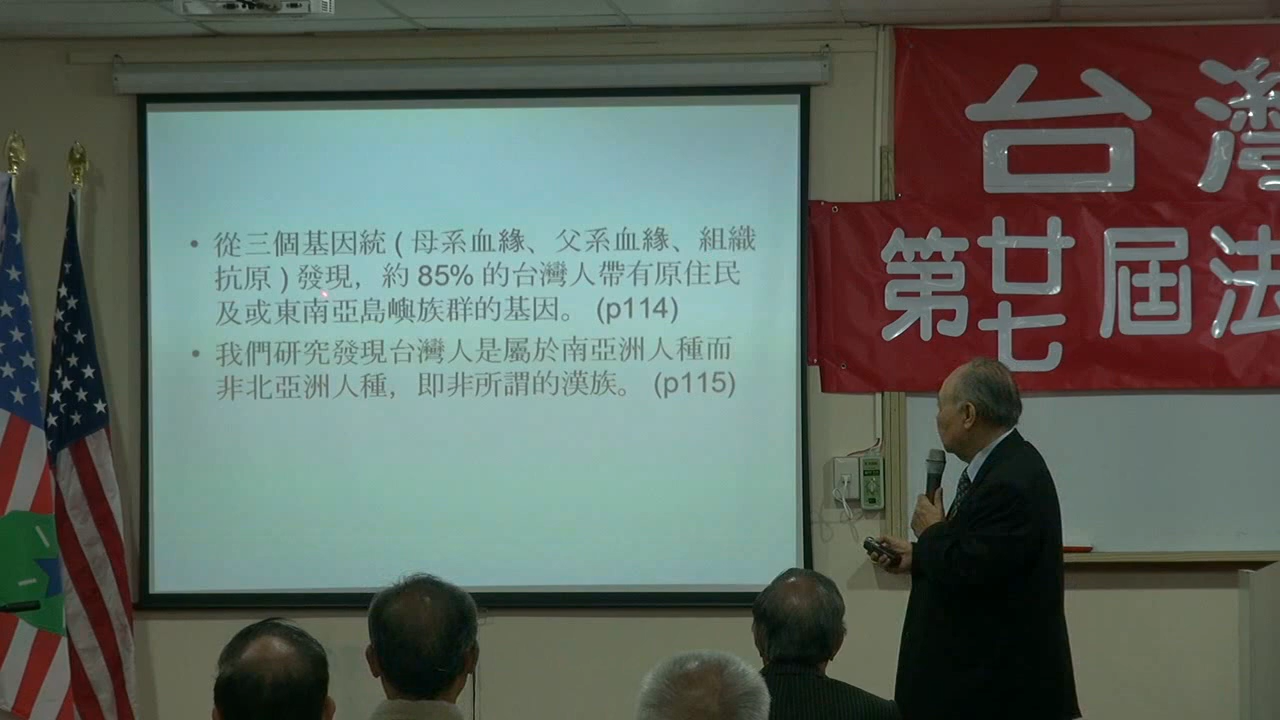 • 從三個基因統 ( 母系血緣、父系血緣、組織
抗原 ) 發現，約 85% 的台灣人帶有原住民
及或東南亞島嶼族群的基因。 (p114)
• 我們研究發現台灣人是屬於南亞洲人種而
非北亞洲人種，即非所謂的漢族。 (p115)
台灣
第廿七屆法